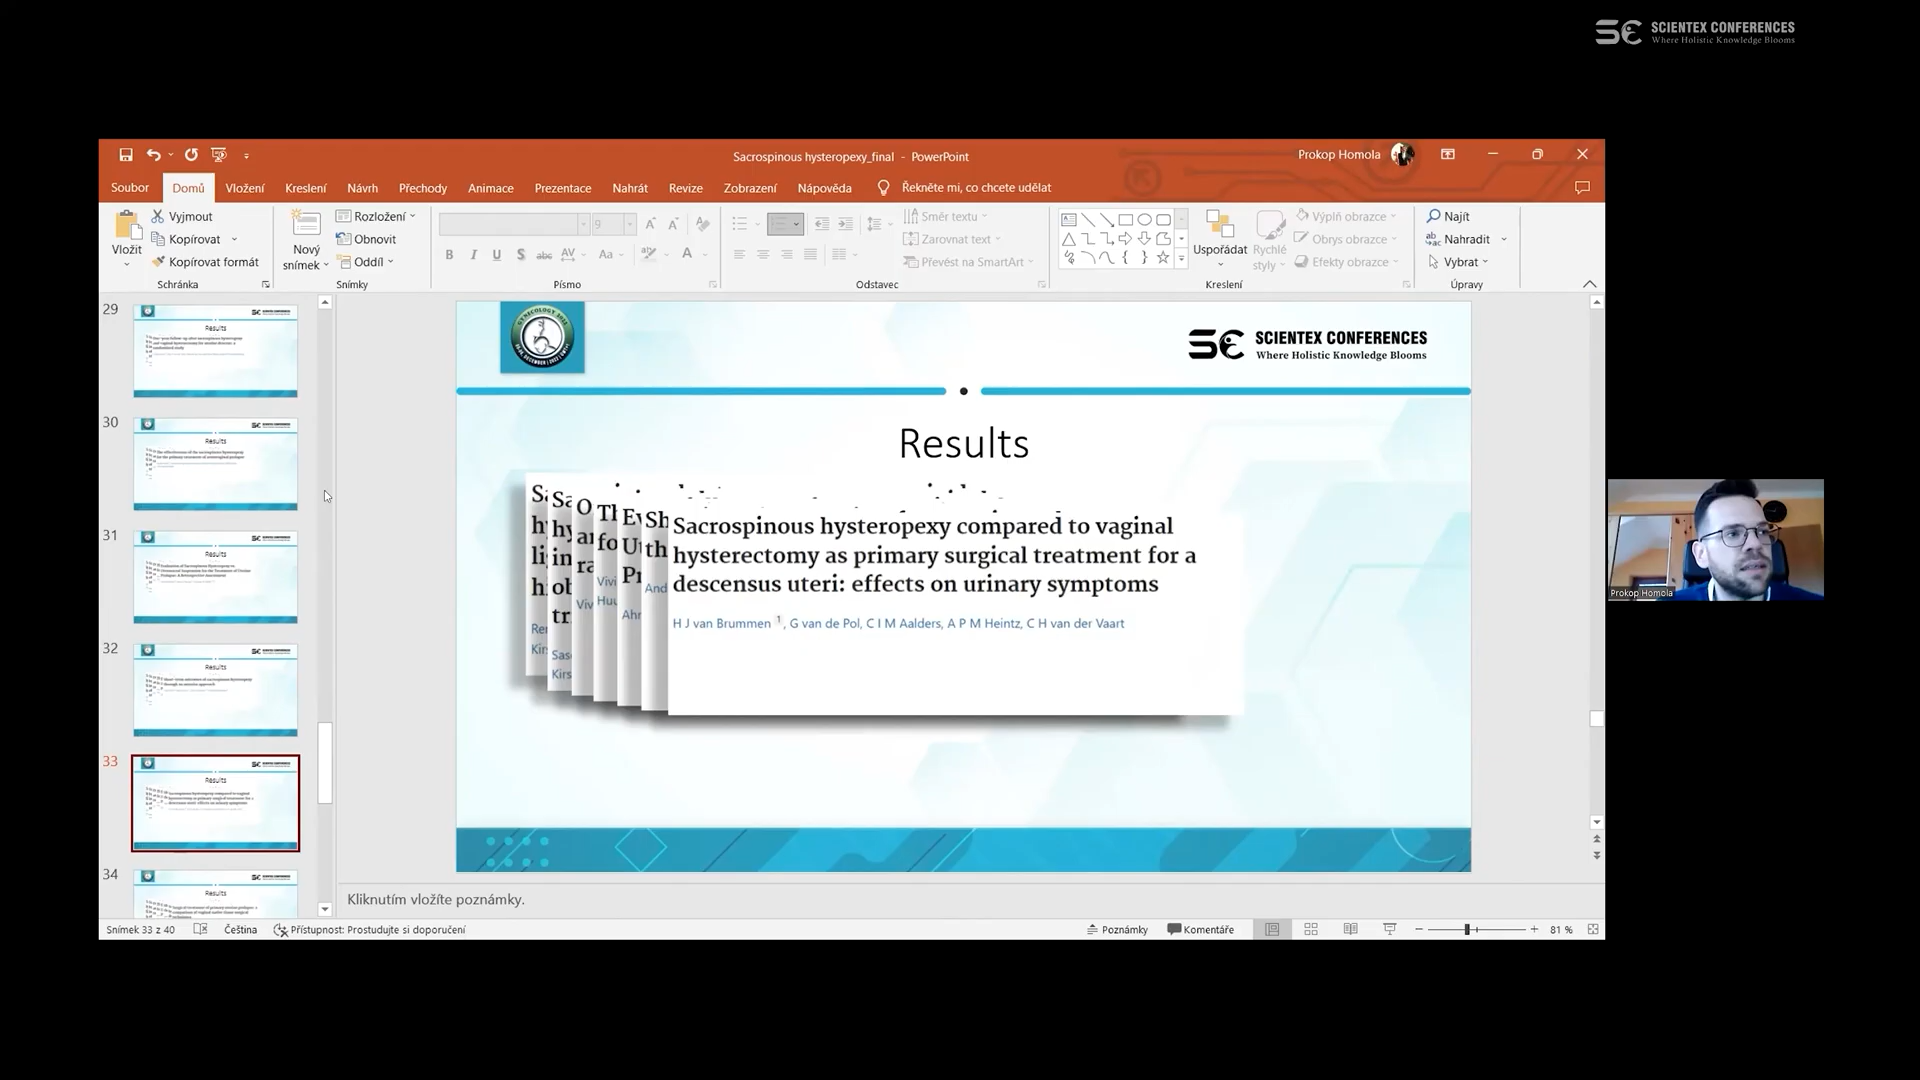 SCIENTEX CONFERENCES
Where Holistic Knowledge Blooms
Sacrospinous hysteropexy_final - PowerPoint
Prokop Homola
Soubor Domů Vložení Kreslení Návrh Přechody Animace Prezentace Nahrát Revize Zobrazení Nápověda Řekněte mi, co chcete udělat
Vložit
Vyjmout
Kopírovat
Kopírovat formát
Schránka
Nový
snímek
Rozložení
Obnovit
Oddíl
Snímky
9
Písmo
Směr textu
Zarovnat text
Převést na SmartArt
Odstavec
Uspořádat
Rychlé
styly
Výplň obrazce
Obrys obrazce
Efekty obrazce
Kreslení
Najít
Nahradit
Vybrat
Úpravy
29
Results
30
Results
31
Results
32
Results
33
Results
34
Results
SCIENTEX CONFERENCES
Where Holistic Knowledge Blooms
Results
Sacrospinous hysteropexy compared to vaginal
hysterectomy as primary surgical treatment for a
descensus uteri: effects on urinary symptoms
H J van Brummen 1, G van de Pol, C I M Aalders, A P M Heintz, C H van der Vaart
Prokop Homola
Kliknutím vložíte poznámky.
Snímek 33 z 40 Čeština Přístupnost: Prostudujte si doporučení Poznámky Komentáře 81 %